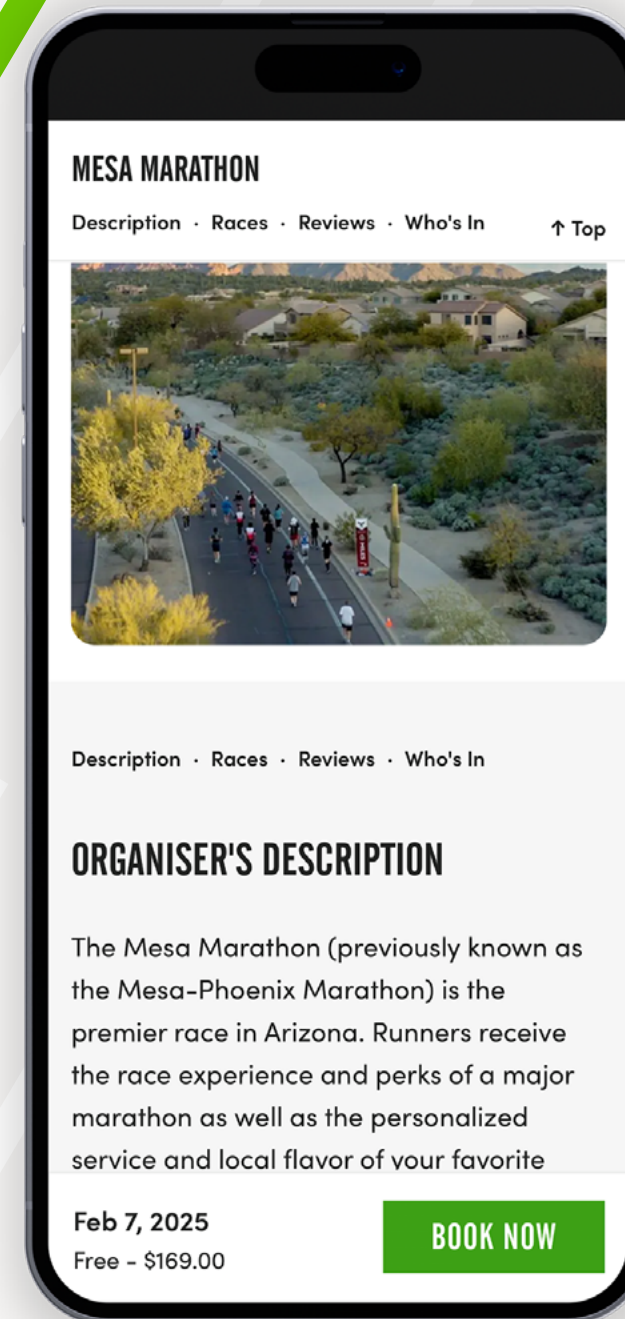 MESA MARATHON
Description · Races · Reviews · Who's In
↑ Top
Description · Races · Reviews · Who's In
ORGANISER'S DESCRIPTION
The Mesa Marathon (previously known as
the Mesa-Phoenix Marathon) is the
premier race in Arizona. Runners receive
the race experience and perks of a major
marathon as well as the personalized
service and local flavor of your favorite
Feb 7, 2025
Free - $169.00
BOOK NOW